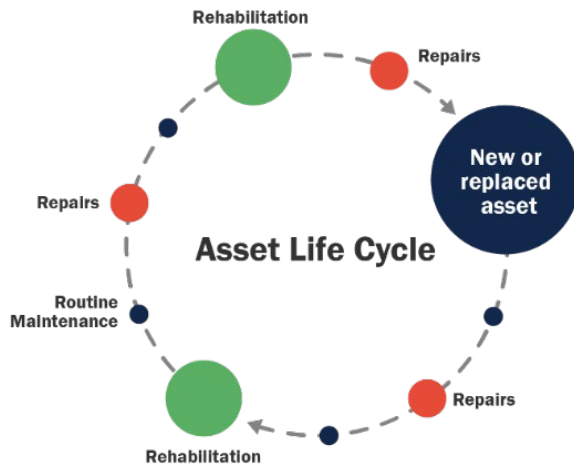 Rehabilitation
Repairs
New or
replaced
asset
Repairs
Asset Life Cycle
Routine
Maintenance
Repairs
Rehabilitation